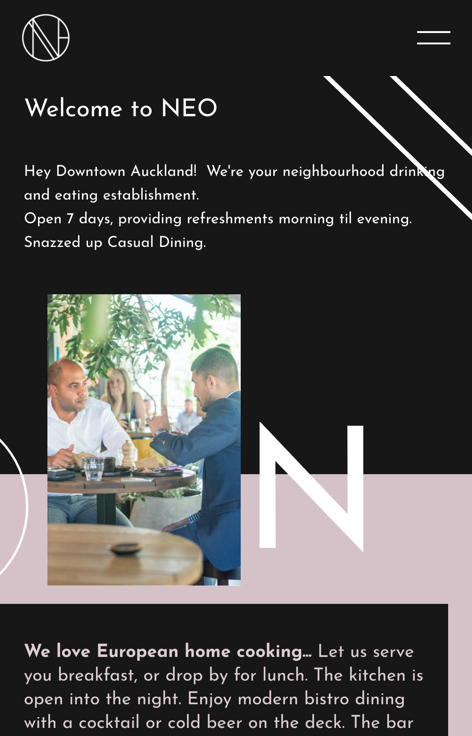 NEO
Welcome to NEO
Hey Downtown Auckland!  We're your neighbourhood drinking
and eating establishment.
Open 7 days, providing refreshments morning til evening.
Snazzed up Casual Dining.
N
We love European home cooking... Let us serve
you breakfast, or drop by for lunch. The kitchen is
open into the night. Enjoy modern bistro dining
with a cocktail or cold beer on the deck. The bar